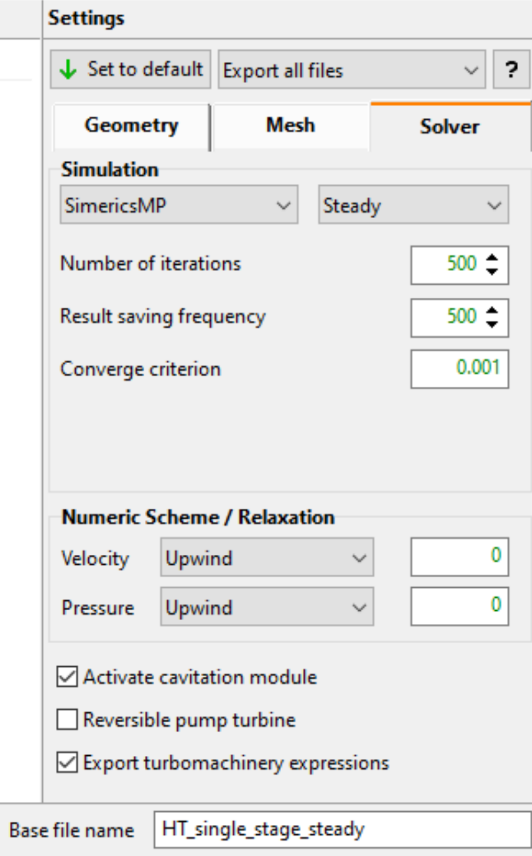 Settings
Set to default Export all files ?
Geometry Mesh Solver
Simulation
SimericsMP Steady
Number of iterations 500
Result saving frequency 500
Converge criterion 0.001
Numeric Scheme / Relaxation
Velocity Upwind 0
Pressure Upwind 0
Activate cavitation module
Reversible pump turbine
Export turbomachinery expressions
Base file name HT_single_stage_steady